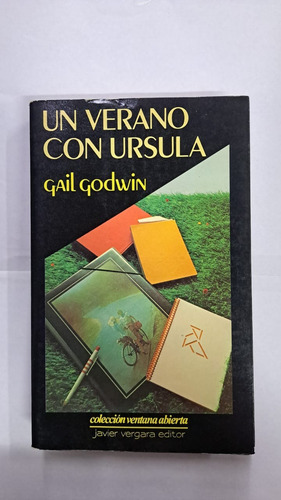 UN VERANO
CON URSULA
GAIL GODWIN
colección ventana abierta
javier vergara editor